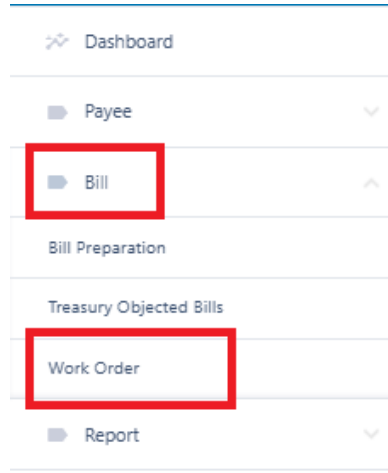 Dashboard
Payee
Bill
Bill Preparation
Treasury Objected Bills
Work Order
Report